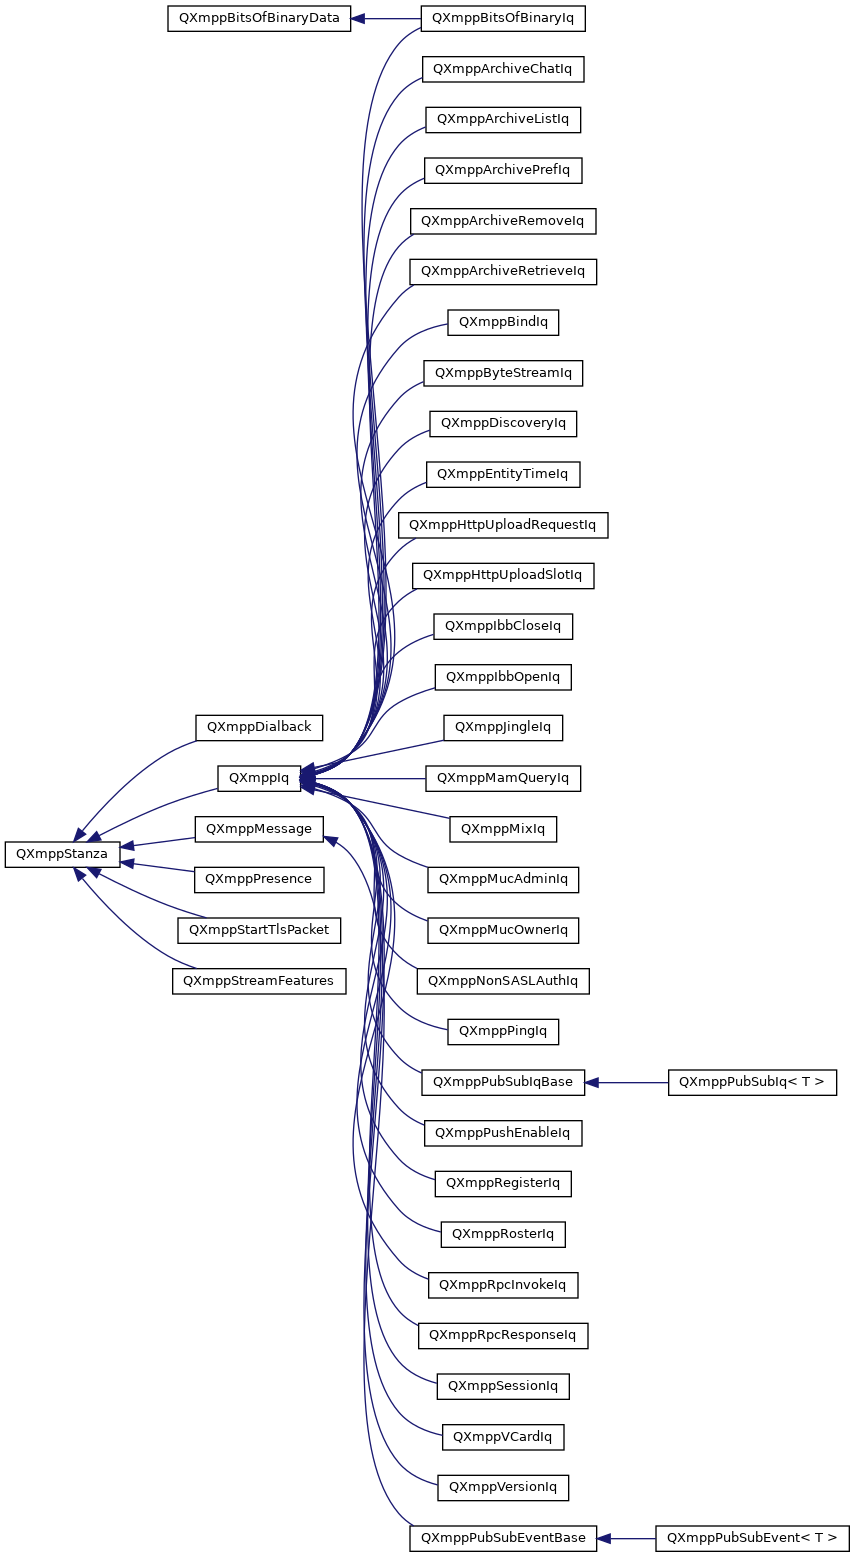 QXmppBitsOfBinaryData
QXmppBitsOfBinaryIq
QXmppArchiveChatIq
QXmppArchiveListIq
QXmppArchivePrefIq
QXmppArchiveRemoveIq
QXmppArchiveRetrieveIq
QXmppBindIq
QXmppByteStreamIq
QXmppDiscoveryIq
QXmppEntityTimeIq
QXmppHttpUploadRequestIq
QXmppHttpUploadSlotIq
QXmppIbbCloseIq
QXmppIbbOpenIq
QXmppDialback
QXmppJingleIq
QXmppIq
QXmppMamQueryIq
QXmppMessage
QXmppMixIq
QXmppStanza
QXmppPresence
QXmppMucAdminIq
QXmppStartTlsPacket
QXmppMucOwnerIq
QXmppStreamFeatures
QXmppNonSASLAuthIq
QXmppPingIq
QXmppPubSubIqBase
QXmppPubSubIq< T >
QXmppPushEnableIq
QXmppRegisterIq
QXmppRosterIq
QXmppRpcInvokeIq
QXmppRpcResponseIq
QXmppSessionIq
QXmppVCardIq
QXmppVersionIq
QXmppPubSubEventBase
QXmppPubSubEvent< T >